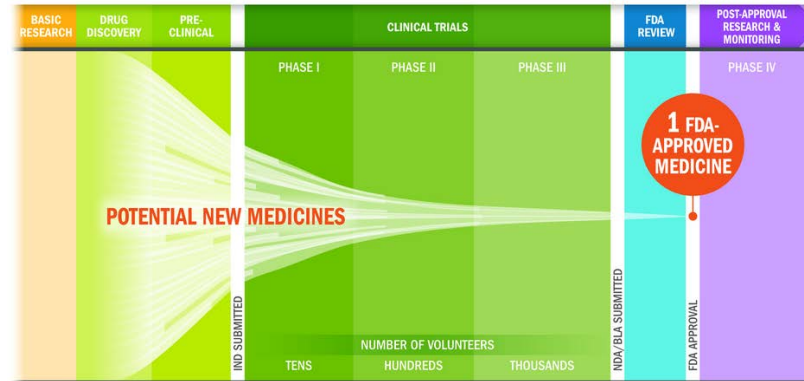 BASIC
RESEARCH
DRUG
DISCOVERY
PRE-
CLINICAL
CLINICAL TRIALS
FDA
REVIEW
POST-APPROVAL
RESEARCH &
MONITORING
PHASE I
PHASE II
PHASE III
PHASE IV
1 FDA-
APPROVED
MEDICINE
POTENTIAL NEW MEDICINES
IND SUBMITTED
NDA/BLA SUBMITTED
FDA APPROVAL
NUMBER OF VOLUNTEERS
TENS
HUNDREDS
THOUSANDS